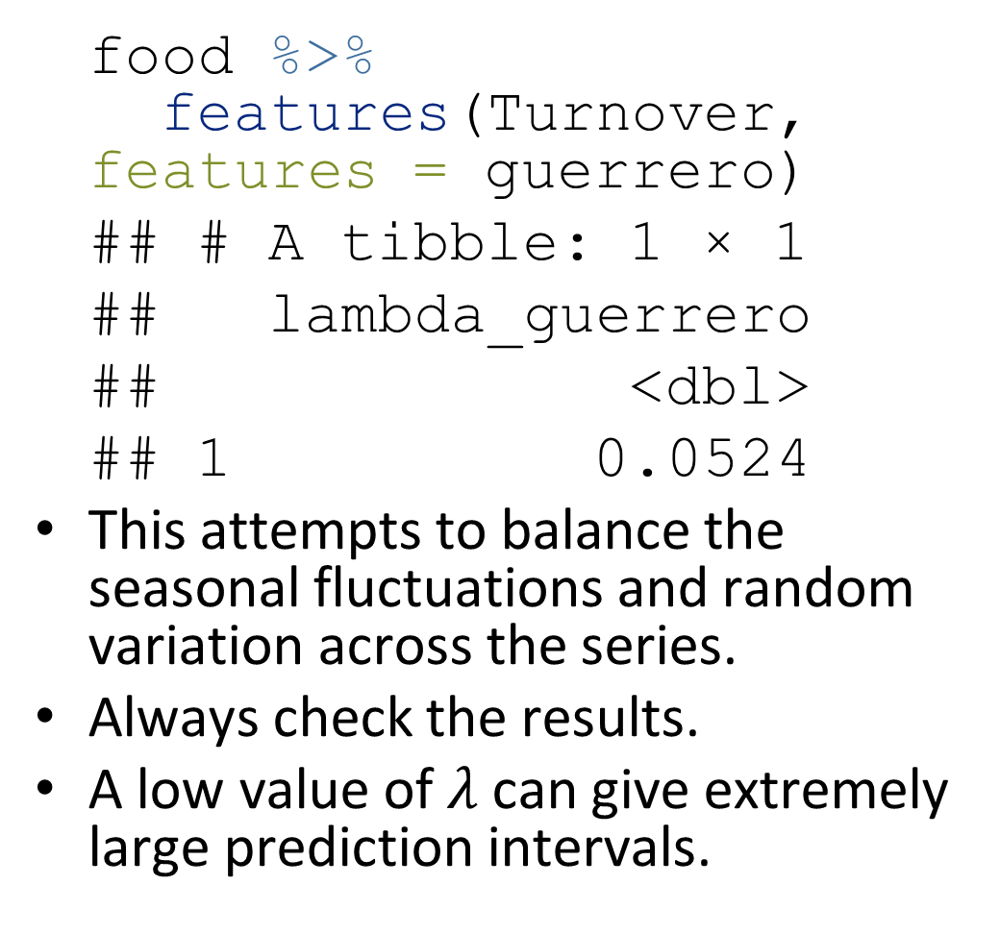 food %>%
  features(Turnover,
features = guerrero)
## # A tibble: 1 × 1
##   lambda_guerrero
##             <dbl>
## 1          0.0524
• This attempts to balance the
seasonal fluctuations and random
variation across the series.
• Always check the results.
• A low value of 𝜆 can give extremely
large prediction intervals.